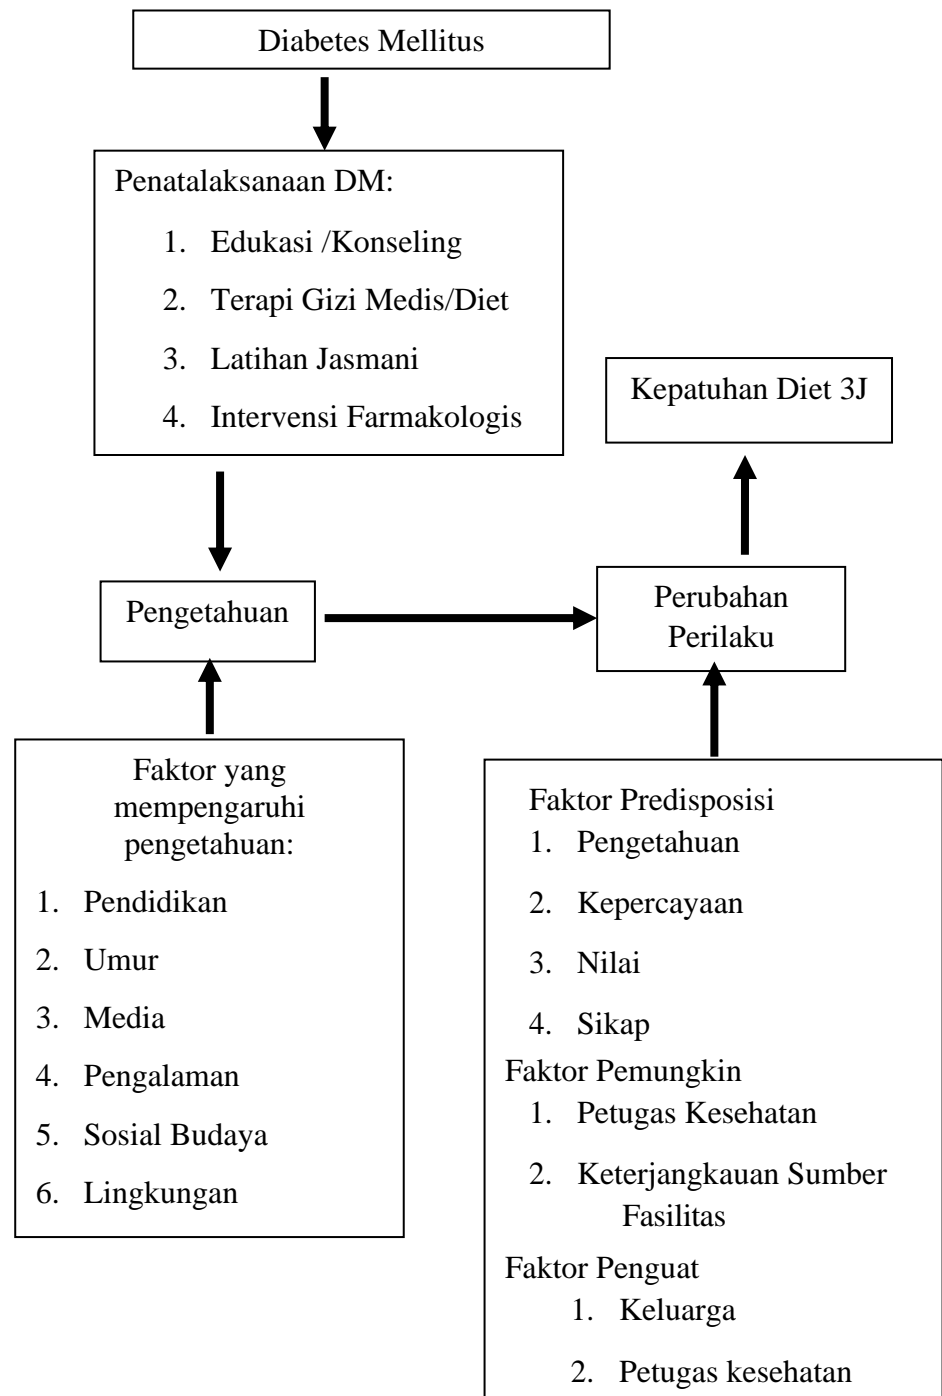 Diabetes Mellitus
Penatalaksanaan DM:
1. Edukasi /Konseling
2. Terapi Gizi Medis/Diet
3. Latihan Jasmani
4. Intervensi Farmakologis
Kepatuhan Diet 3J
Pengetahuan
Perubahan
Perilaku
Faktor yang
mempengaruhi
pengetahuan:
1. Pendidikan
2. Umur
3. Media
4. Pengalaman
5. Sosial Budaya
6. Lingkungan
Faktor Predisposisi
1. Pengetahuan
2. Kepercayaan
3. Nilai
4. Sikap
Faktor Pemungkin
1. Petugas Kesehatan
2. Keterjangkauan Sumber
Fasilitas
Faktor Penguat
1. Keluarga
2. Petugas kesehatan